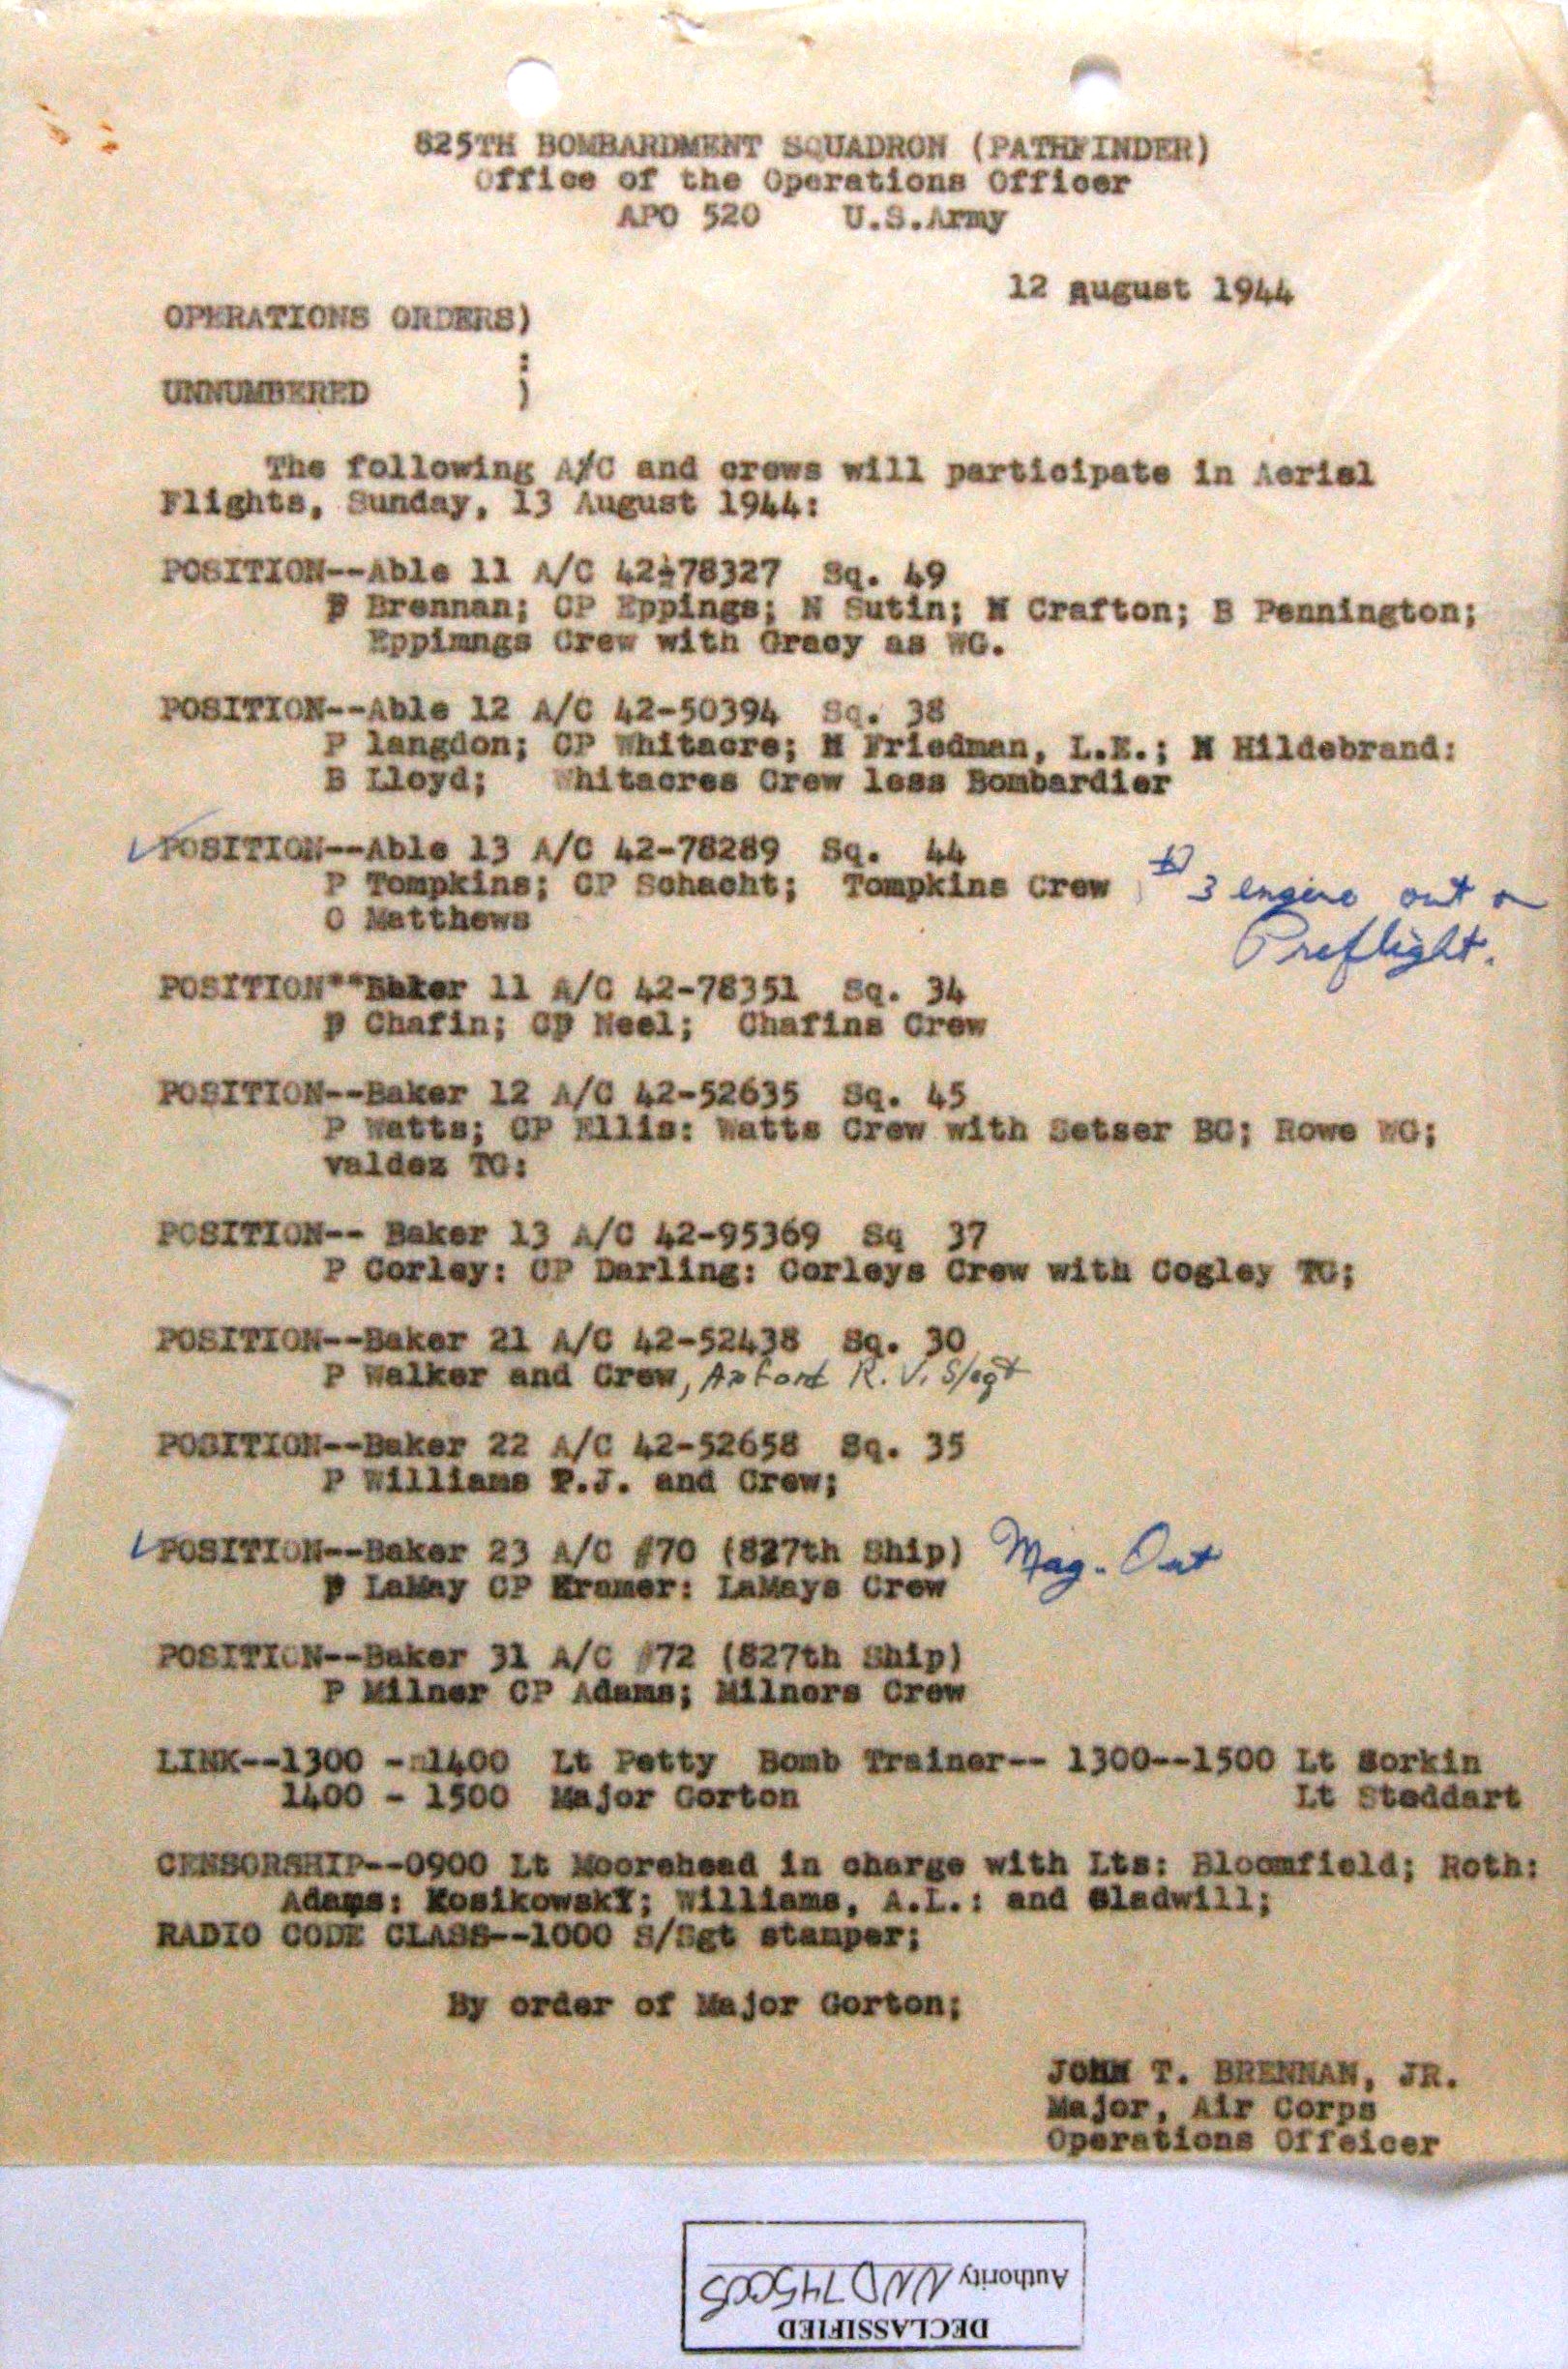 825TH BOMBARDMENT SQUADRON (PATHFINDER)
Office of the Operations Officer
APO 520 U.S.Army
12 August 1944
OPERATIONS ORDERS)
:
UNNUMBERED )
The following A/C and crews will participate in Aerial
Flights, Sunday, 13 August 1944:
POSITION--Able 11 A/C 42-78327 Sq. 49
P Brennan; CP Eppings; N Sutin; N Crafton; B Pennington;
Eppimngs Crew with Gracy as WG.
POSITION--Able 12 A/C 42-50394 Sq. 38
P langdon; CP Whitacre; N Friedman, L.E.; N Hildebrand:
B Lloyd; Whitacres Crew less Bombardier
POSITION--Able 13 A/C 42-78289 Sq. 44
P Tompkins; CP Schacht; Tompkins Crew
O Matthews
#3 engine out on
Preflight.
POSITION**Baker 11 A/C 42-78351 Sq. 34
P Chafin; CP Neel; Chafins Crew
POSITION--Baker 12 A/C 42-52635 Sq. 45
P Watts; CP Ellis: Watts Crew with Setser BG; Rowe WG;
Valdez TG:
POSITION-- Baker 13 A/C 42-95369 Sq 37
P Corley: CP Darling: Corleys Crew with Cogley TG;
POSITION--Baker 21 A/C 42-52438 Sq. 30
P Walker and Crew, R.V. S/sgt
POSITION--Baker 22 A/C 42-52658 Sq. 35
P Williams P.J. and Crew;
POSITION--Baker 23 A/C #70 (827th Ship) Mag. Out
P LaMay CP Kramer: LaMays Crew
POSITION--Baker 31 A/C #72 (827th Ship)
P Milner CP Adams; Milners Crew
LINK--1300 - 1400 Lt Petty Bomb Trainer-- 1300--1500 Lt Sorkin
1400 - 1500 Major Gorton Lt Staddart
CENSORSHIP--0900 Lt Moorehead in charge with Lts: Bloomfield; Roth:
Adams: KosikowskY; Williams, A.L.: and Gladwill;
RADIO CODE CLASS--1000 S/Sgt stamper;
By order of Major Gorton;
JOHN T. BRENNAN, JR.
Major, Air Corps
Operations Offeicer
DECLASSIFIED
Authority NND 745005